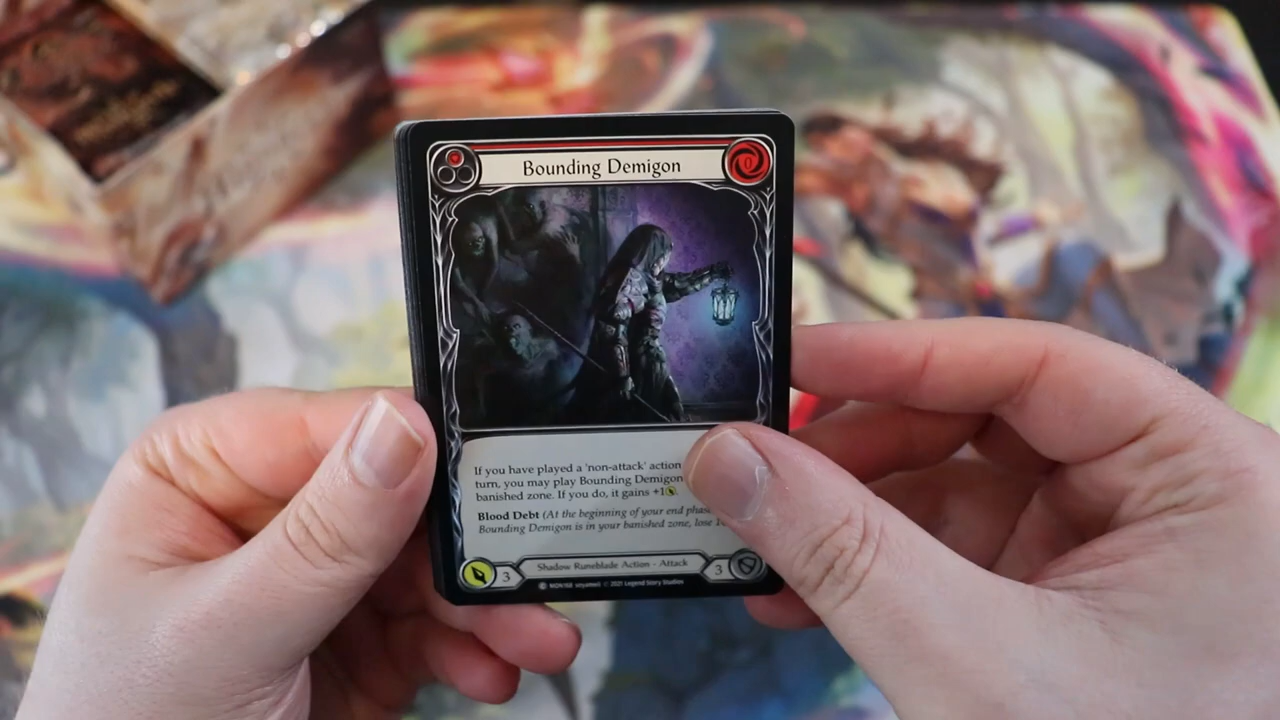 Bounding Demigon
0
If you have played a 'non-attack' action
turn, you may play Bounding Demigon
banished zone. If you do, it gains +1
Blood Debt (At the beginning of your end phase
Bounding Demigon is in your banished zone, lose 1
3
Shadow Runeblade Action - Attack
3
© 2021 Legend Story Studios